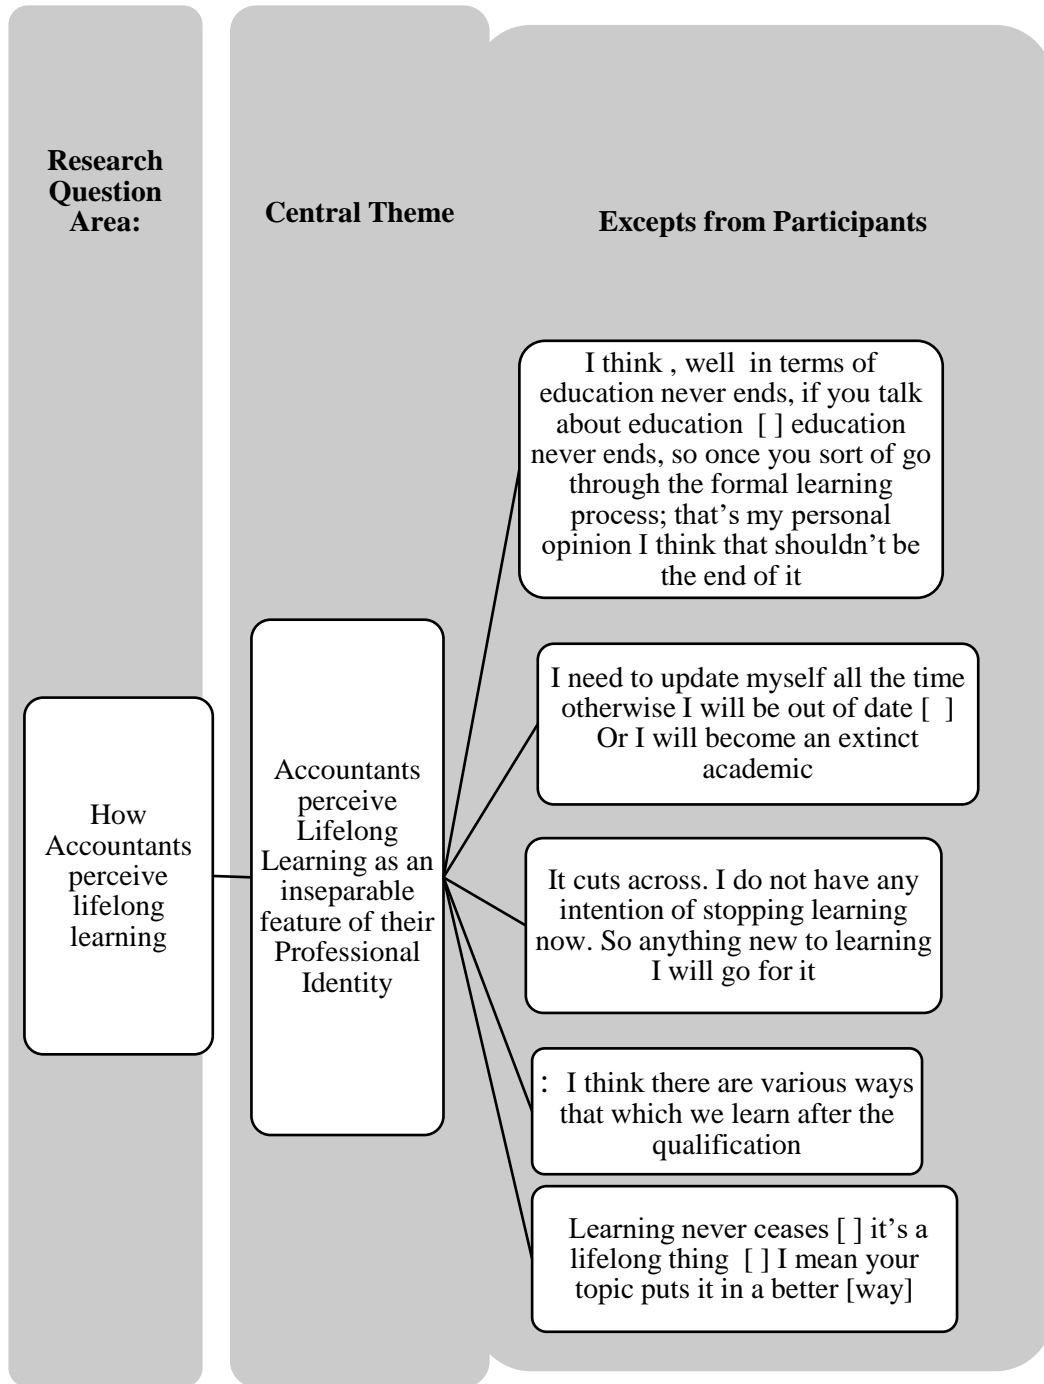 Research
Question
Area:
Central Theme
Excepts from Participants
How
Accountants
perceive
lifelong
learning
Accountants
perceive
Lifelong
Learning as an
inseparable
feature of their
Professional
Identity
I think , well  in terms of
education never ends, if you talk
about education  [ ] education
never ends, so once you sort of go
through the formal learning
process; that’s my personal
opinion I think that shouldn’t be
the end of it
I need to update myself all the time
otherwise I will be out of date [  ]
Or I will become an extinct
academic
It cuts across. I do not have any
intention of stopping learning
now. So anything new to learning
I will go for it
:  I think there are various ways
that which we learn after the
qualification
Learning never ceases [ ] it’s a
lifelong thing  [ ] I mean your
topic puts it in a better [way]